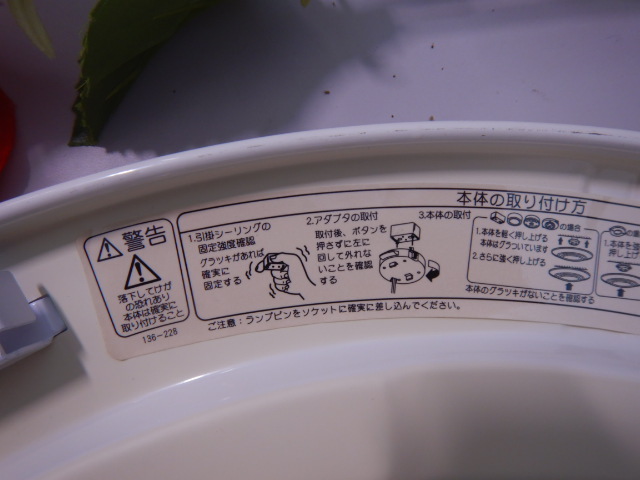 本体の取り付け方
警告
落下してけが
の恐れあり
本体は確実に
取り付けること
136-228
1.引掛シーリングの
固定強度確認
グラツキがあれば
確実に
固定する
2.アダプタの取付
取付後、ボタンを
押さずに左に
回して外れな
いことを確認
する
3.本体の取付
の場合
1.本体を軽く押し上げる
本体はグラついています
2.さらに強く押し上げる
本体のグラツキがないことを確認する
の場合
1.本体を
ご注意：ランプピンをソケットに確実に差し込んでください。